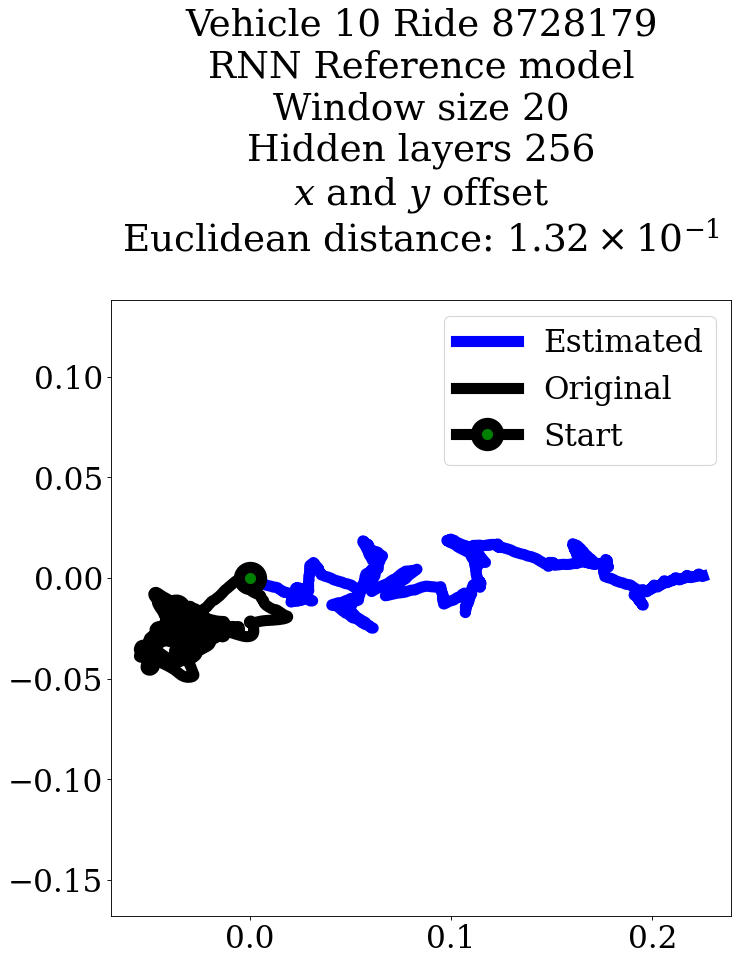 Vehicle 10 Ride 8728179
RNN Reference model
Window size 20
Hidden layers 256
x and y offset
Euclidean distance: 1.32 × 10⁻¹
Estimated
Original
Start
0.10
0.05
0.00
−0.05
−0.10
−0.15
0.0 0.1 0.2